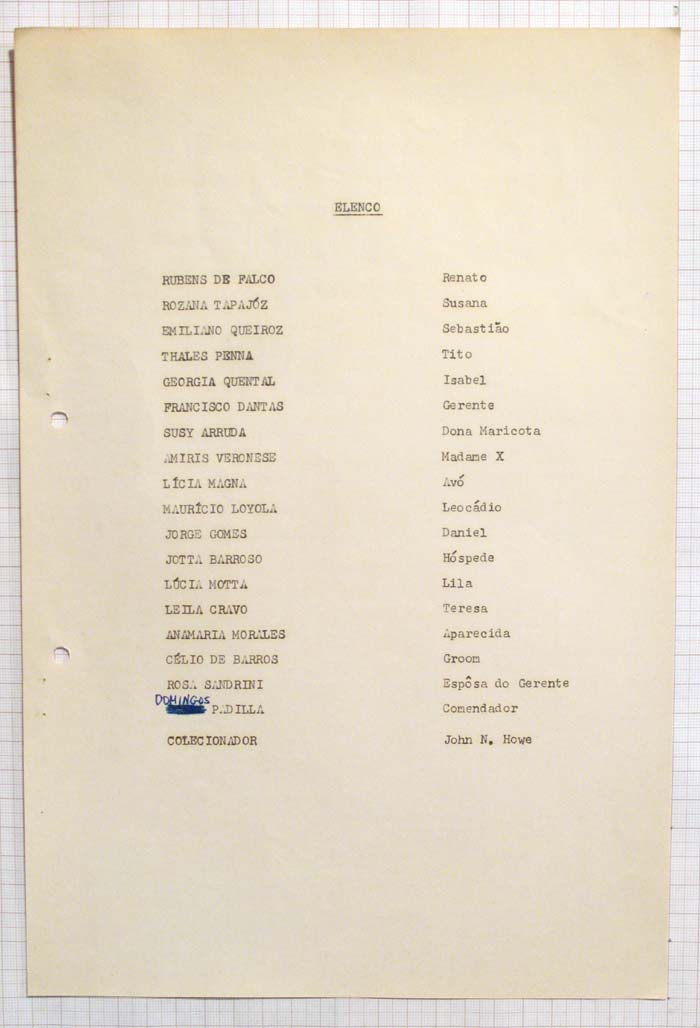 ELENCO
RUBENS DE FALCO Renato
ROZANA TAPAJÓZ Susana
EMILIANO QUEIROZ Sebastião
THALES PENNA Tito
GEORGIA QUENTAL Isabel
FRANCISCO DANTAS Gerente
SUSY ARRUDA Dona Maricota
AMIRIS VERONESE Madame X
LÍCIA MAGNA Avó
MAURÍCIO LOYOLA Leocádio
JORGE GOMES Daniel
JOTTA BARROSO Hóspede
LÚCIA MOTTA Lila
LEILA CRAVO Teresa
ANAMARIA MORALES Aparecida
CÉLIO DE BARROS Groom
ROSA SANDRINI Espôsa do Gerente
DOMINGOS PADILLA Comendador
COLECIONADOR John N. Howe